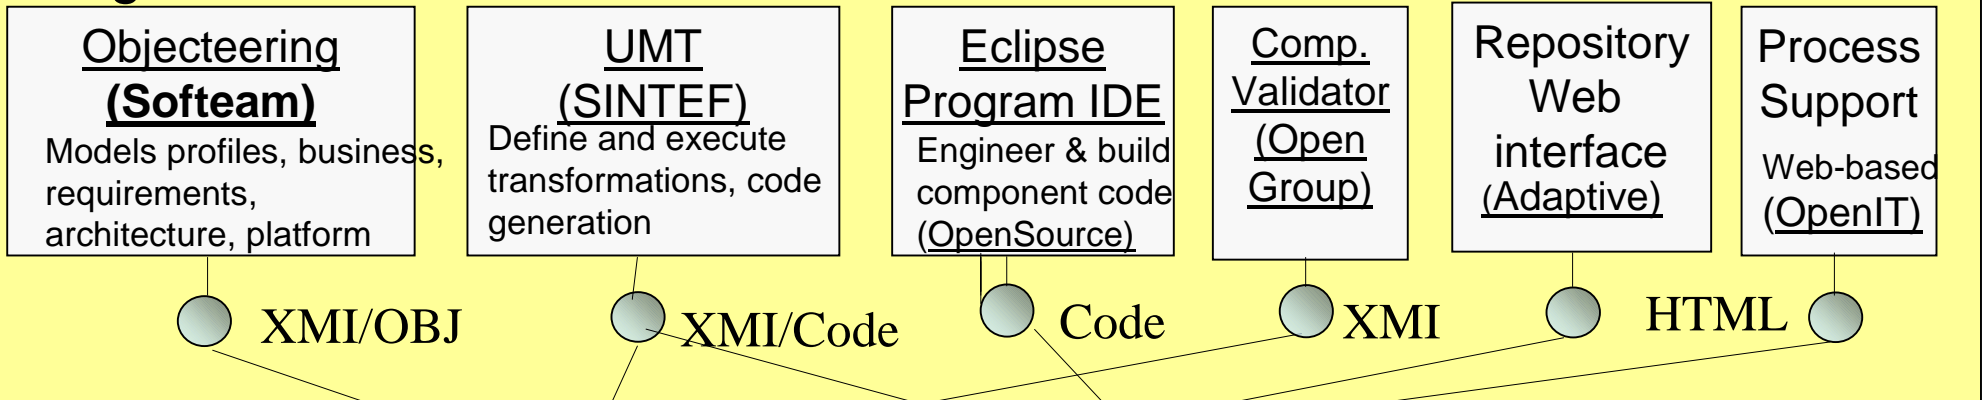 Objecteering
(Softeam)
Models profiles, business,
requirements,
architecture, platform
UMT
(SINTEF)
Define and execute
transformations, code
generation
Eclipse
Program IDE
Engineer & build
component code
(OpenSource)
Comp.
Validator
(Open
Group)
Repository
Web
interface
(Adaptive)
Process
Support
Web-based
(OpenIT)
XMI/OBJ
XMI/Code
Code
XMI
HTML